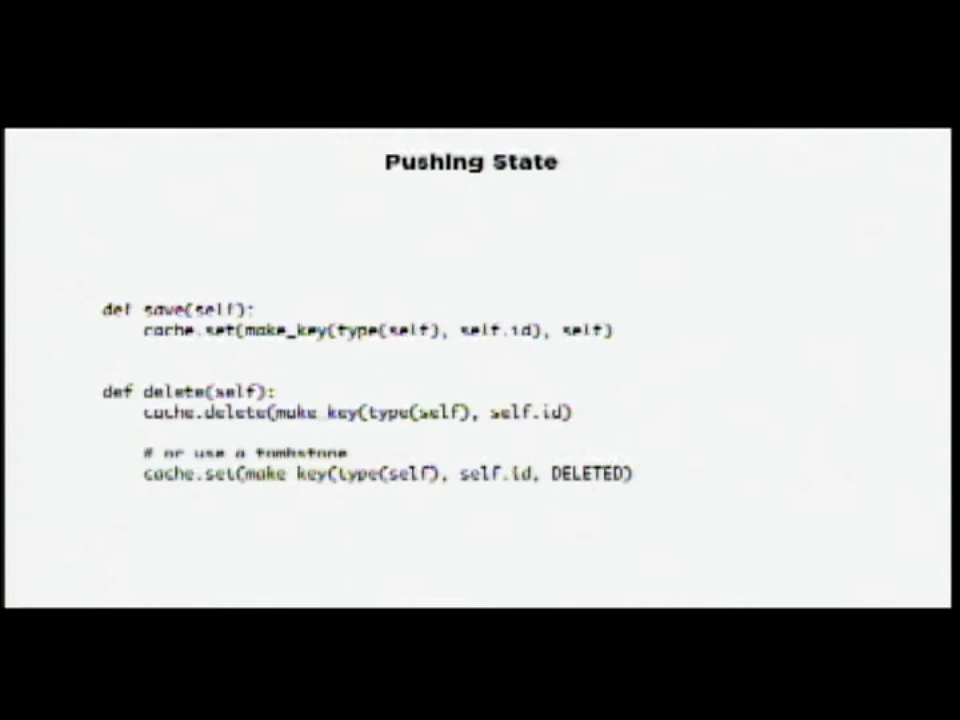 Pushing State
def save(self):
cache.set(make_key(type(self), self.id), self)
def delete(self):
cache.delete(make_key(type(self), self.id)
# or use a tombstone
cache.set(make_key(type(self), self.id, DELETED)